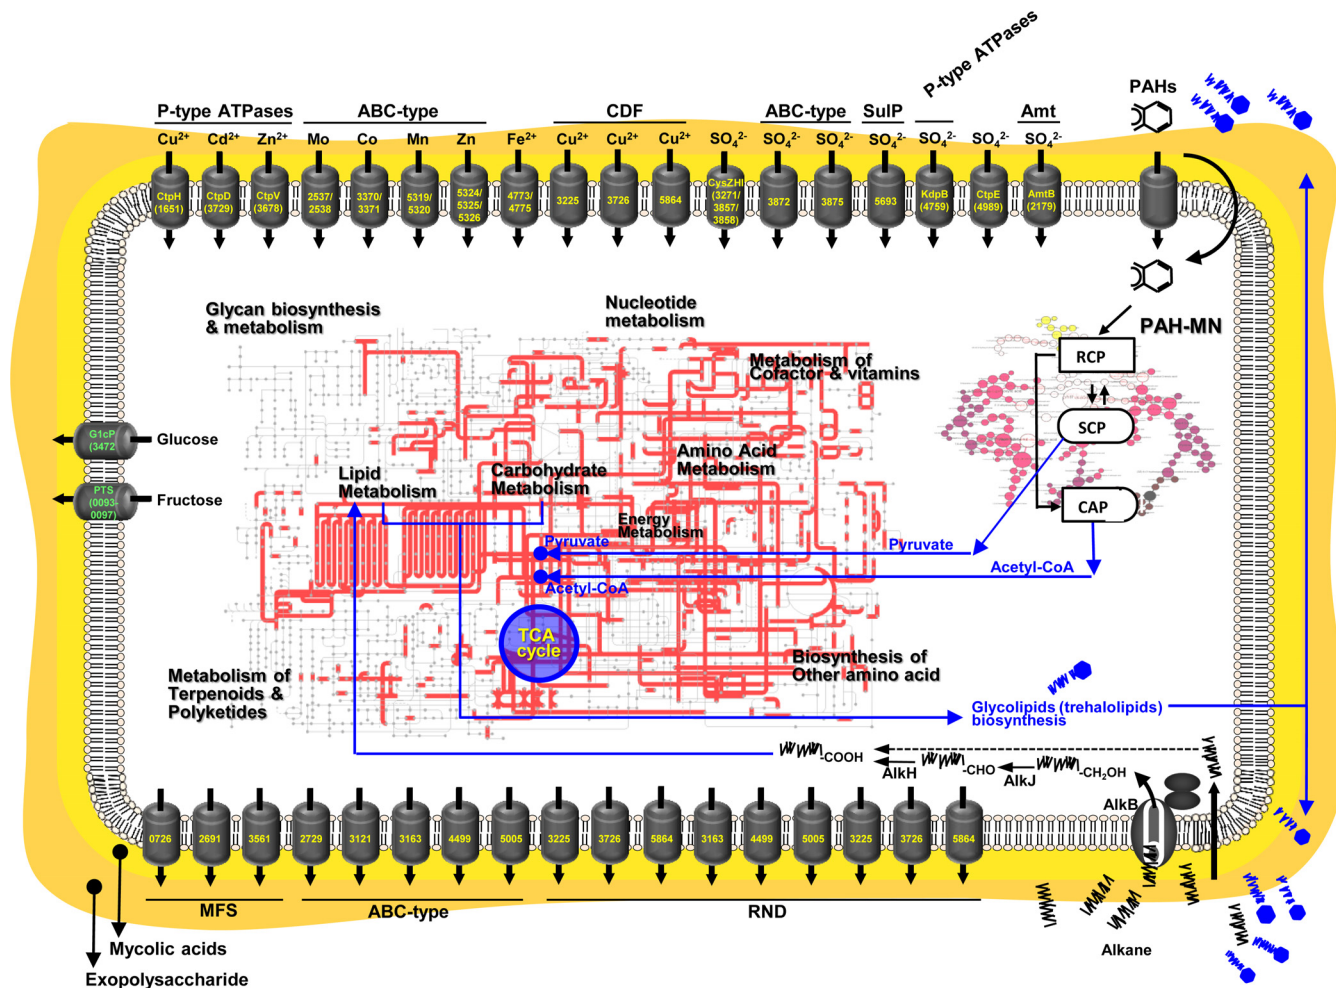 P-type ATPases
PAHs
P-type ATPases
ABC-type
CDF
ABC-type
SulP
Amt
Cu2+
Cd2+
Zn2+
Mo
Co
Mn
Zn
Fe2+
Cu2+
Cu2+
Cu2+
SO42-
SO42-
SO42-
SO42-
SO42-
SO42-
SO42-
CtpH
(1651)
CtpD
(3729)
CtpV
(3678)
2537/
2538
3370/
3371
5319/
5320
5324/
5325/
5326
4773/
4775
3225
3726
5864
CysZHI
(3271/
3857/
3858)
3872
3875
5693
KdpB
(4759)
CtpE
(4989)
AmtB
(2179)
Glycan biosynthesis
& metabolism
Nucleotide
metabolism
PAH-MN
RCP
Metabolism of
Cofactor & vitamins
SCP
G1cP
(3472
Glucose
Amino Acid
Metabolism
Lipid
Metabolism
Carbohydrate
Metabolism
PTS
(0093-
0097)
Fructose
CAP
Energy
Metabolism
Pyruvate
Pyruvate
Acetyl-CoA
Acetyl-CoA
TCA
cycle
Biosynthesis of
Other amino acid
Metabolism of
Terpenoids &
Polyketides
Glycolipids (trehalolipids)
biosynthesis
-COOH
AlkH
-CHO
AlkJ
-CH2OH
AlkB
0726
2691
3561
2729
3121
3163
4499
5005
3225
3726
5864
3163
4499
5005
3225
3726
5864
MFS
ABC-type
RND
Mycolic acids
Alkane
Exopolysaccharide